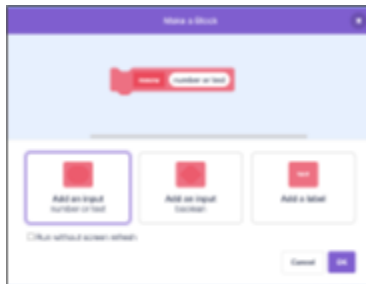 Make a Block
number or text
text
Add an input
number or text
Add an input
boolean
Add a label
Run without screen refresh
Cancel
OK